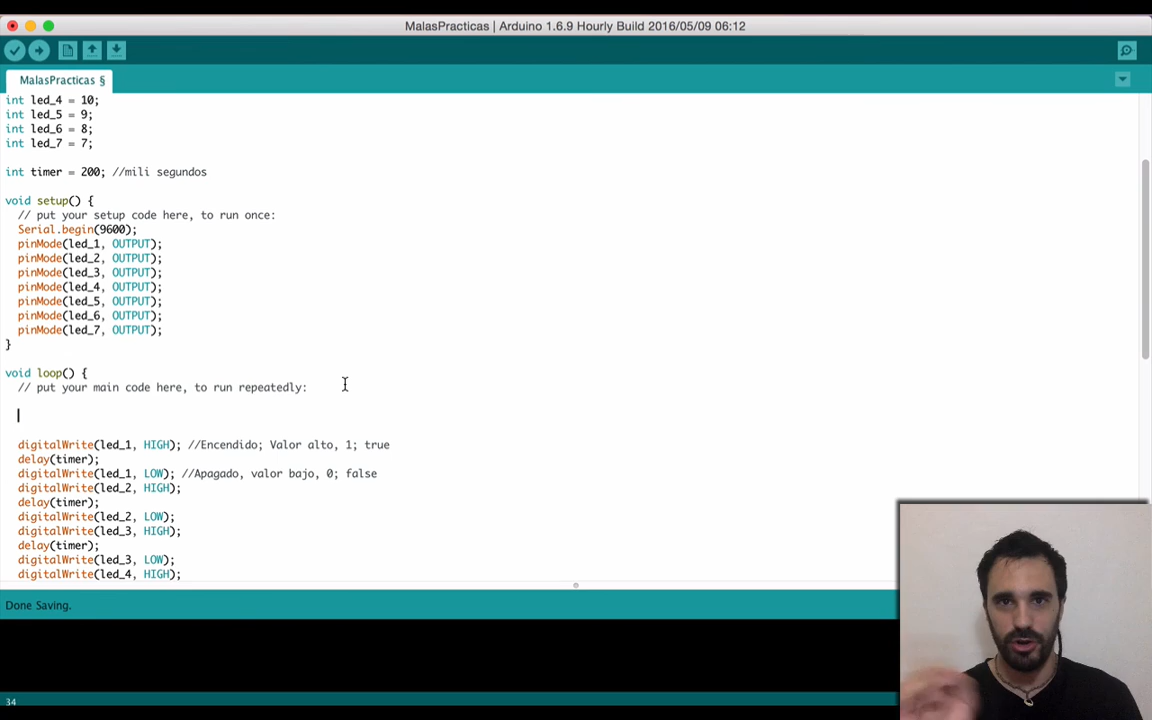 MalasPracticas | Arduino 1.6.9 Hourly Build 2016/05/09 06:12
MalasPracticas §
int led_4 = 10;
int led_5 = 9;
int led_6 = 8;
int led_7 = 7;
int timer = 200; //mili segundos
void setup() {
// put your setup code here, to run once:
Serial.begin(9600);
pinMode(led_1, OUTPUT);
pinMode(led_2, OUTPUT);
pinMode(led_3, OUTPUT);
pinMode(led_4, OUTPUT);
pinMode(led_5, OUTPUT);
pinMode(led_6, OUTPUT);
pinMode(led_7, OUTPUT);
}
void loop() {
// put your main code here, to run repeatedly:
digitalWrite(led_1, HIGH); //Encendido; Valor alto, 1; true
delay(timer);
digitalWrite(led_1, LOW); //Apagado, valor bajo, 0; false
digitalWrite(led_2, HIGH);
delay(timer);
digitalWrite(led_2, LOW);
digitalWrite(led_3, HIGH);
delay(timer);
digitalWrite(led_3, LOW);
digitalWrite(led_4, HIGH);
Done Saving.
34